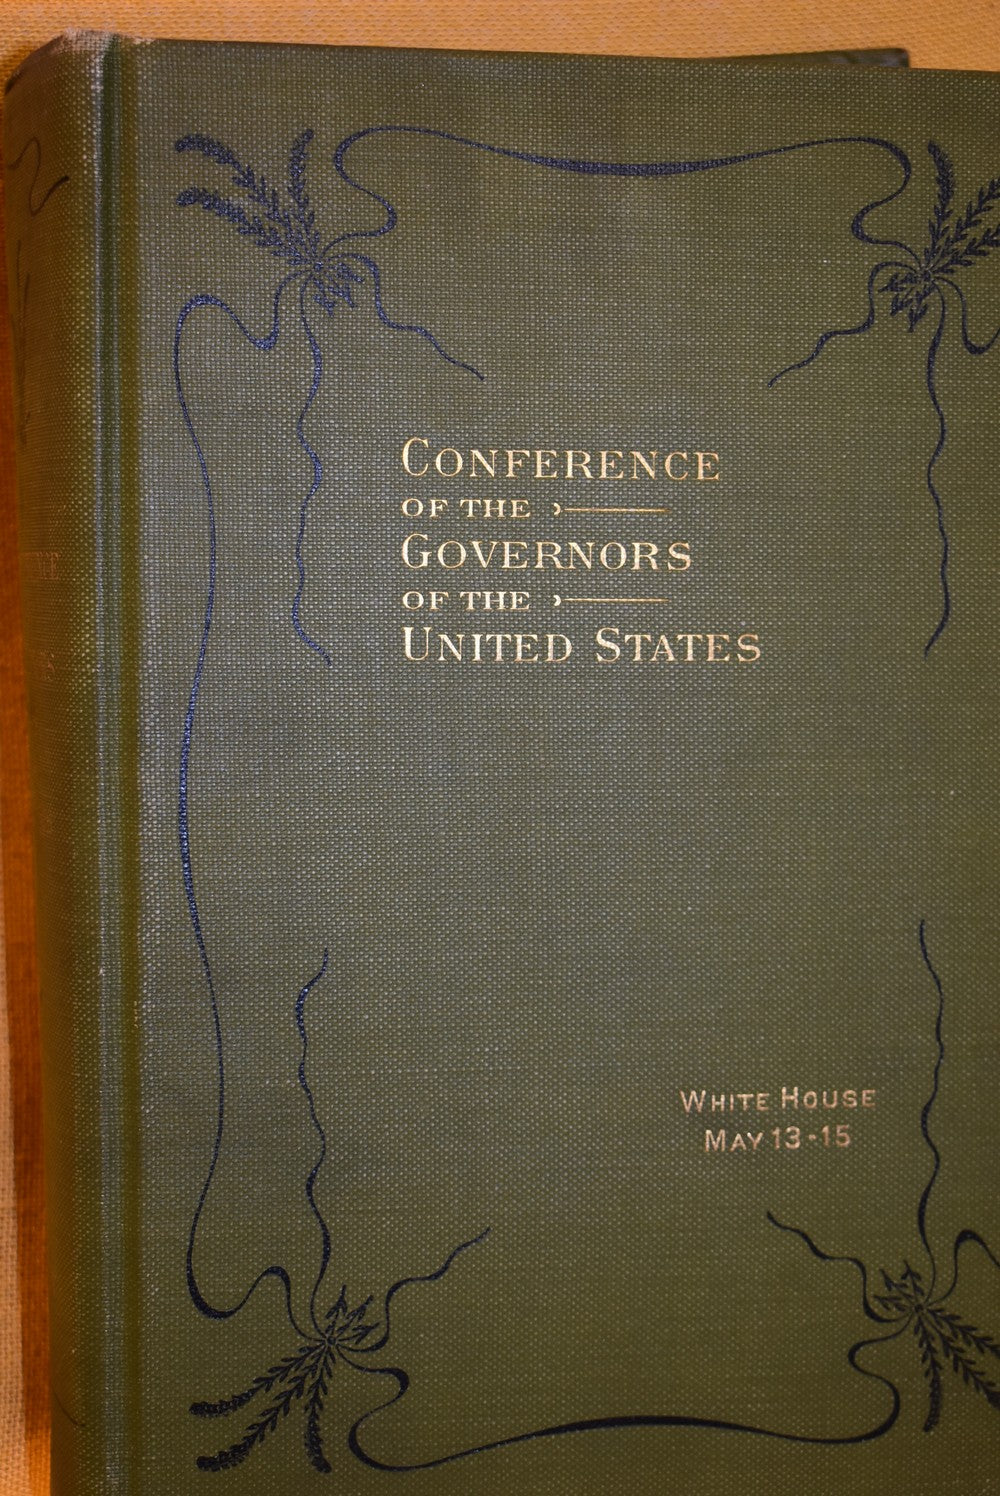 CONFERENCE
OF THE
GOVERNORS
OF THE
UNITED STATES
WHITE HOUSE
MAY 13-15